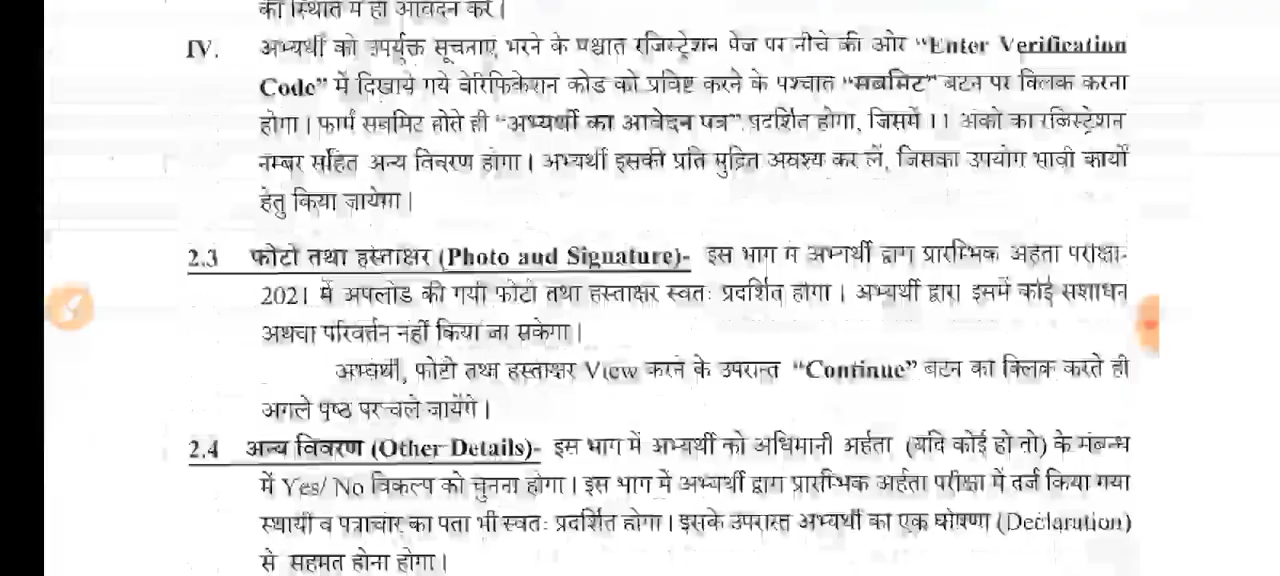 की स्थिति में ही आवेदन करें।
IV. अभ्यर्थी को उपर्युक्त सूचनाएं भरने के पश्चात रजिस्ट्रेशन पेज पर नीचे की ओर “Enter Verification
Code” में दिखाये गये वेरिफिकेशन कोड को प्रविष्ट करने के पश्चात “सबमिट” बटन पर क्लिक करना
होगा। फार्म सबमिट होते ही “अभ्यर्थी का आवेदन पत्र” प्रदर्शित होगा, जिसमें 11 अंको का रजिस्ट्रेशन
नम्बर सहित अन्य विवरण होगा। अभ्यर्थी इसकी प्रति मुद्रित अवश्य कर लें, जिसका उपयोग भावी कार्यों
हेतु किया जायेगा।
2.3 फोटो तथा हस्ताक्षर (Photo and Signature)- इस भाग में अभ्यर्थी द्वारा प्रारम्भिक अर्हता परीक्षा-
2021 में अपलोड की गयी फोटो तथा हस्ताक्षर स्वतः प्रदर्शित होगा। अभ्यर्थी द्वारा इसमें कोई संशोधन
अथवा परिवर्तन नहीं किया जा सकेगा।
अभ्यर्थी, फोटो तथा हस्ताक्षर View करने के उपरान्त “Continue” बटन को क्लिक करते ही
अगले पृष्ठ पर चले जायेंगे।
2.4 अन्य विवरण (Other Details)- इस भाग में अभ्यर्थी को अधिमानी अर्हता (यदि कोई हो तो) के संबन्ध
में Yes/ No विकल्प को चुनना होगा। इस भाग में अभ्यर्थी द्वारा प्रारम्भिक अर्हता परीक्षा में दर्ज किया गया
स्थायी व पत्राचार का पता भी स्वतः प्रदर्शित होगा। इसके उपरान्त अभ्यर्थी को एक घोषणा (Declaration)
से सहमत होना होगा।